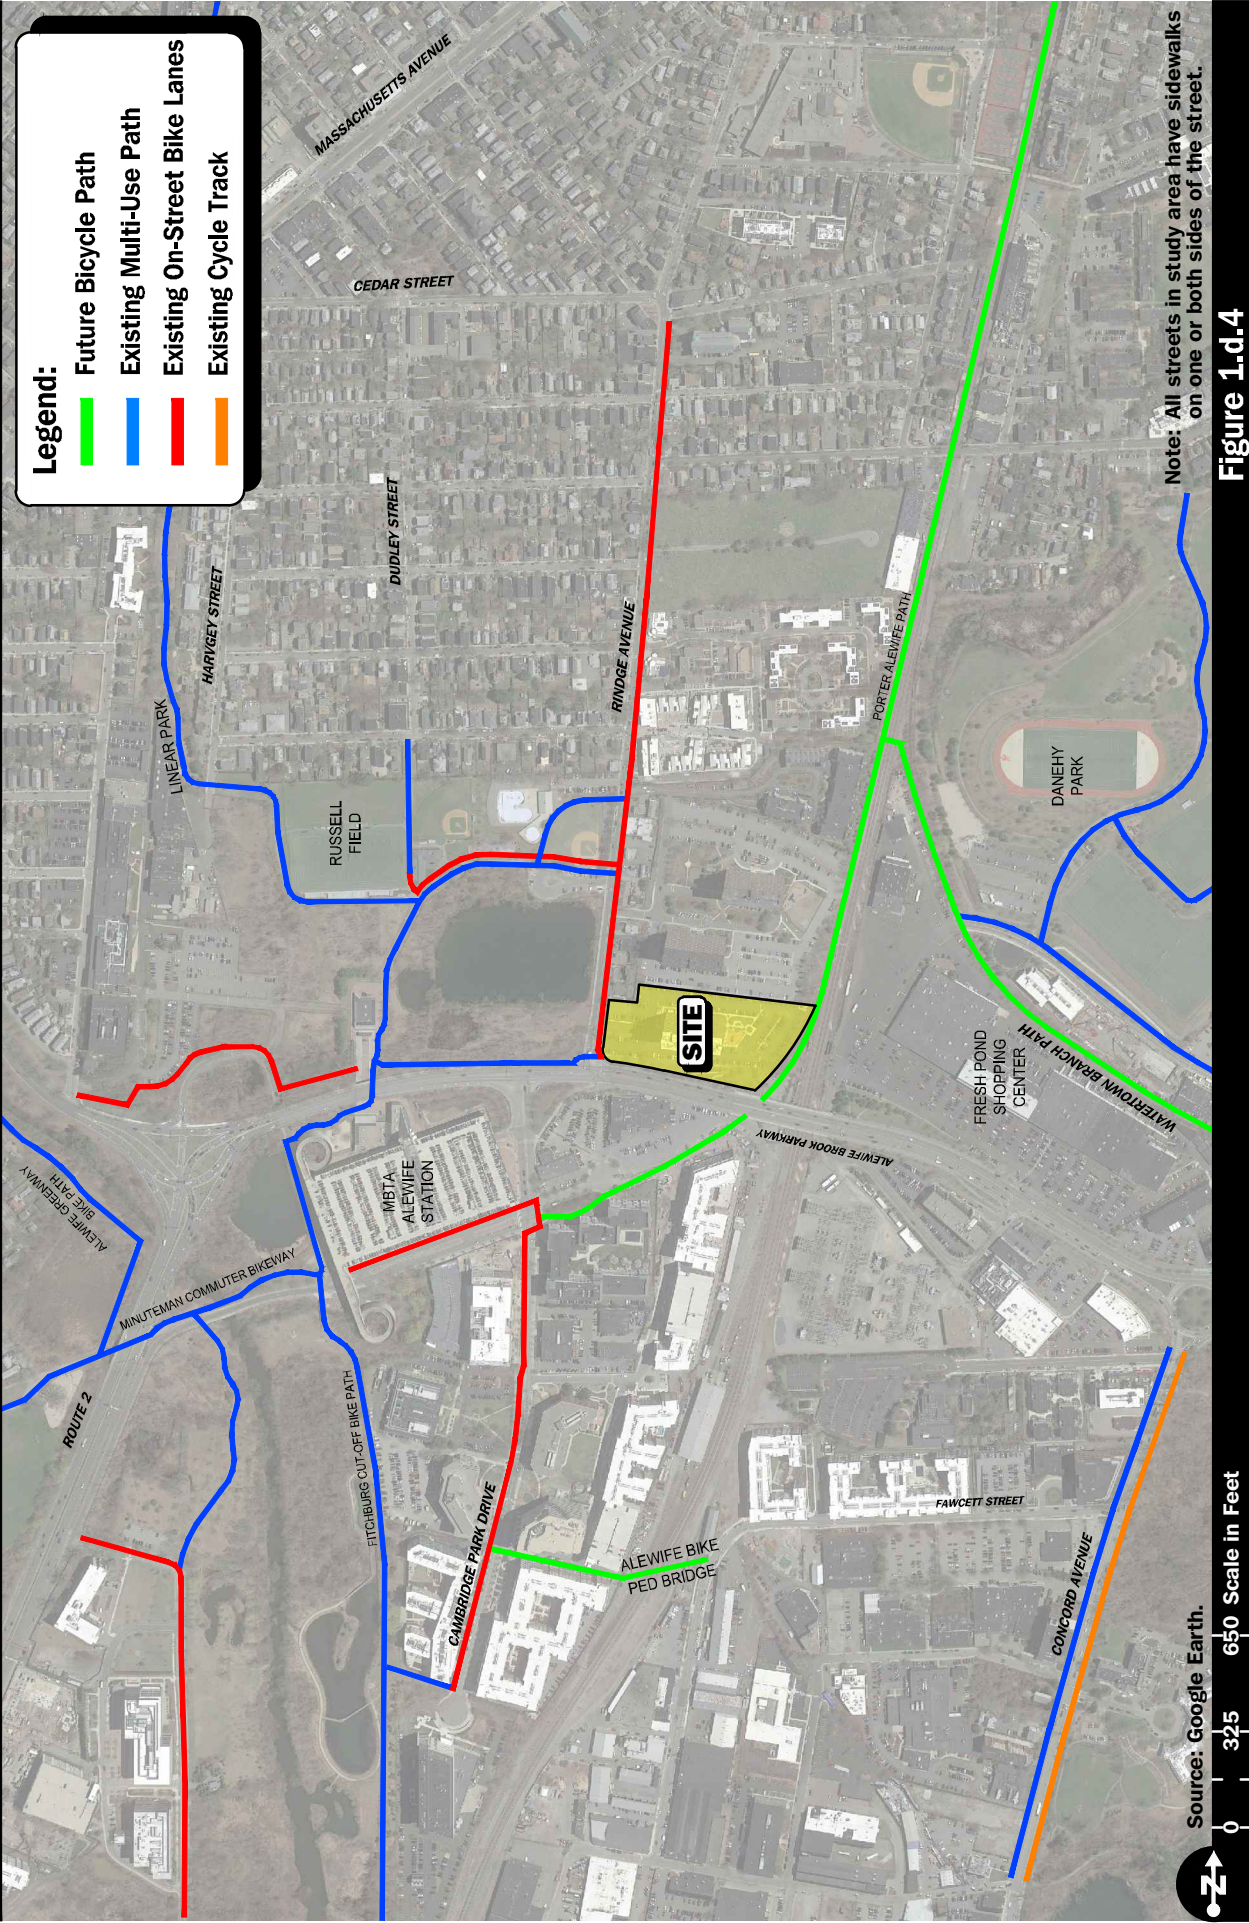 Legend:
Future Bicycle Path
Existing Multi-Use Path
Existing On-Street Bike Lanes
Existing Cycle Track
MASSACHUSETTS AVENUE
CEDAR STREET
DUDLEY STREET
HARVGEY STREET
LINEAR PARK
RINDGE AVENUE
RUSSELL
FIELD
PORTER ALEWIFE PATH
DANEHY
PARK
SITE
FRESH POND
SHOPPING
CENTER
WATERTOWN BRANCH PATH
ALEWIFE BROOK PARKWAY
MBTA
ALEWIFE
STATION
ALEWIFE GREENWAY
BIKE PATH
MINUTEMAN COMMUTER BIKEWAY
ROUTE 2
FITCHBURG CUT-OFF BIKE PATH
CAMBRIDGE PARK DRIVE
ALEWIFE BIKE
PED BRIDGE
FAWCETT STREET
CONCORD AVENUE
Note: All streets in study area have sidewalks
on one or both sides of the street.
Source: Google Earth.
N
0 325 650 Scale in Feet
Figure 1.d.4